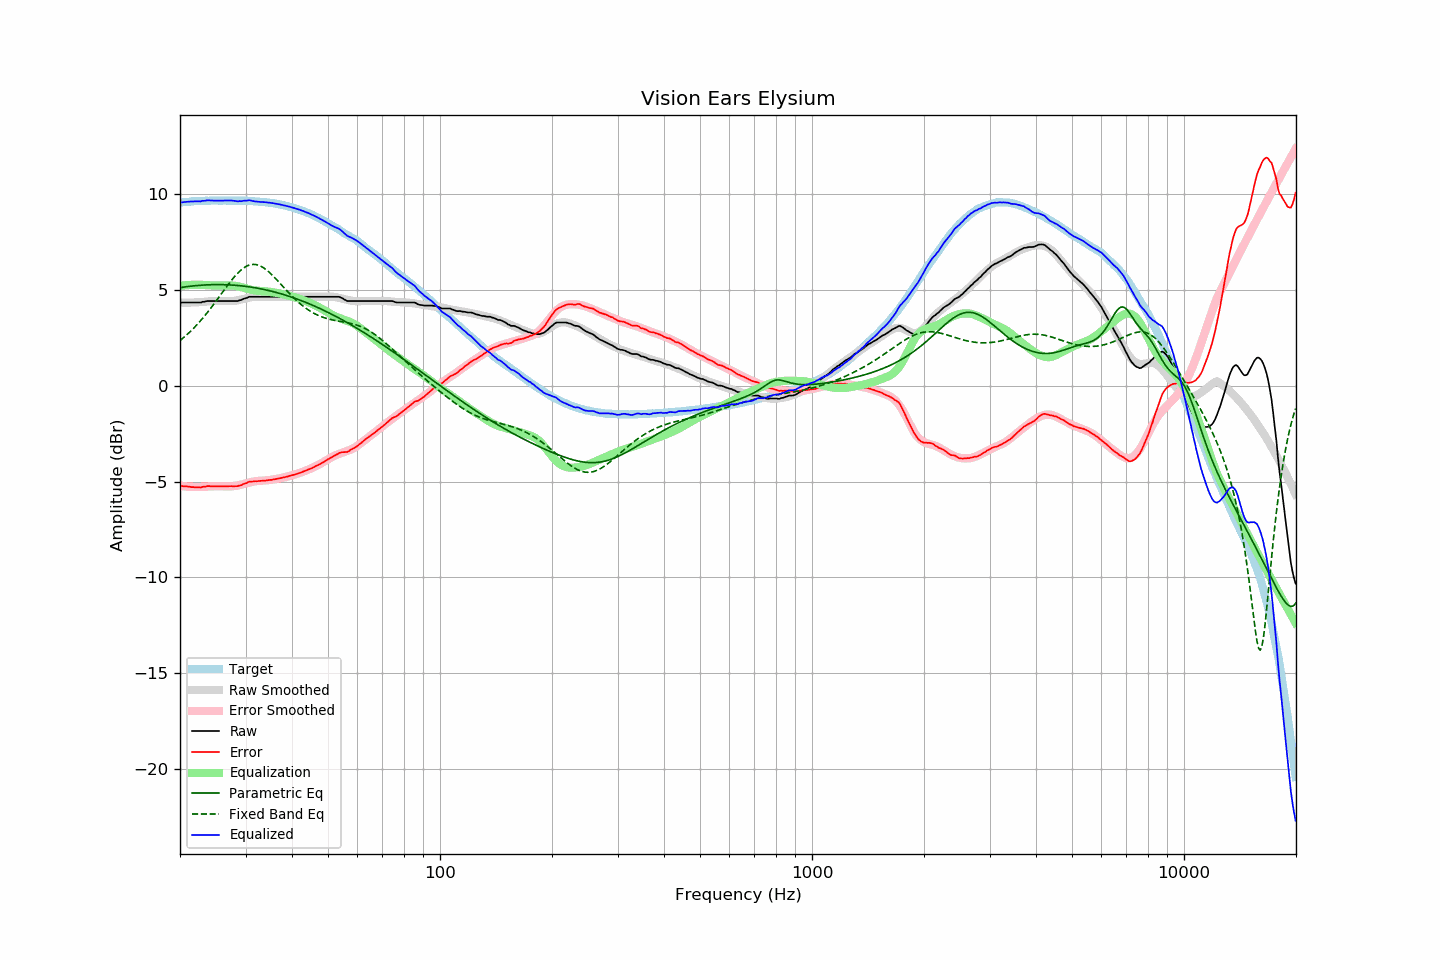 Vision Ears Elysium
Amplitude (dBr)
10
5
0
−5
−10
−15
−20
Target
Raw Smoothed
Error Smoothed
Raw
Error
Equalization
Parametric Eq
Fixed Band Eq
Equalized
100
1000
10000
Frequency (Hz)